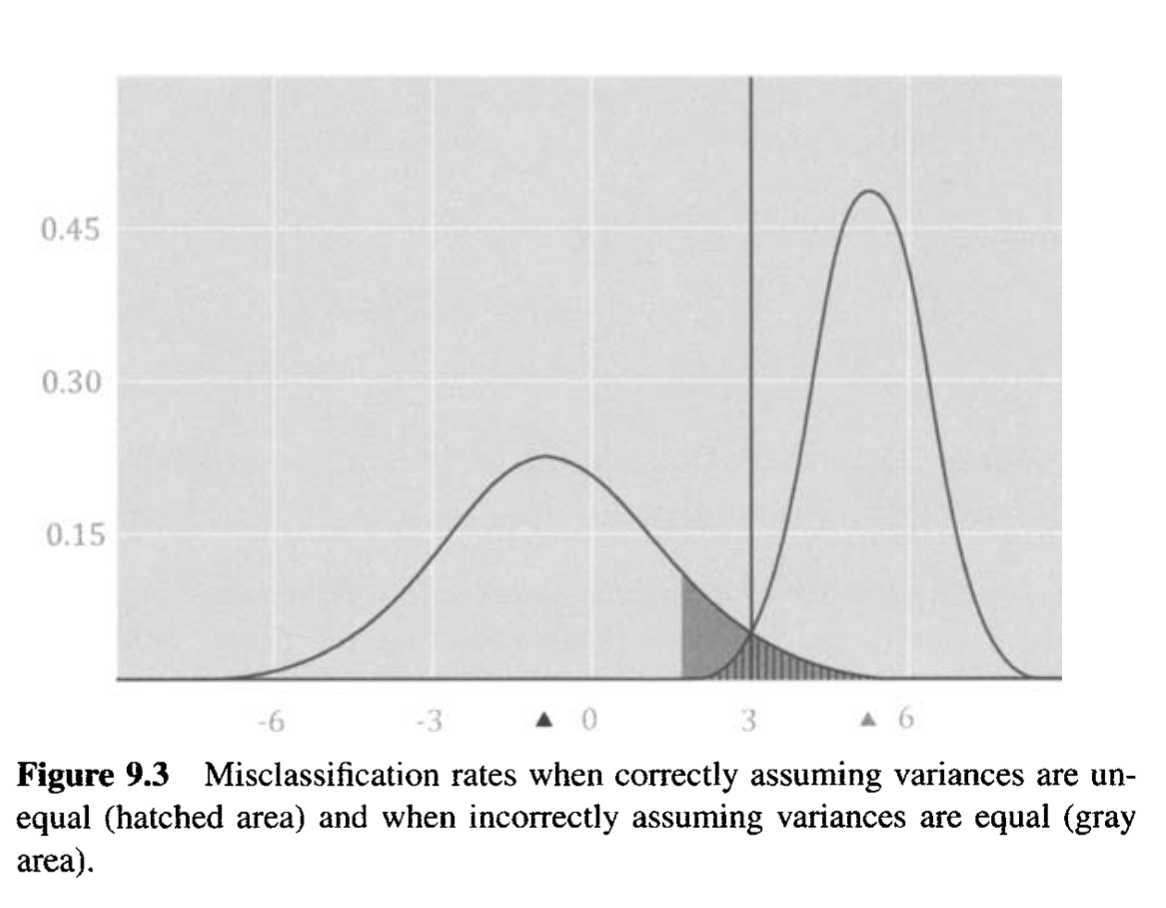 0.45
0.30
0.15
-6 -3 0 3 6
Figure 9.3 Misclassification rates when correctly assuming variances are un-
equal (hatched area) and when incorrectly assuming variances are equal (gray
area).